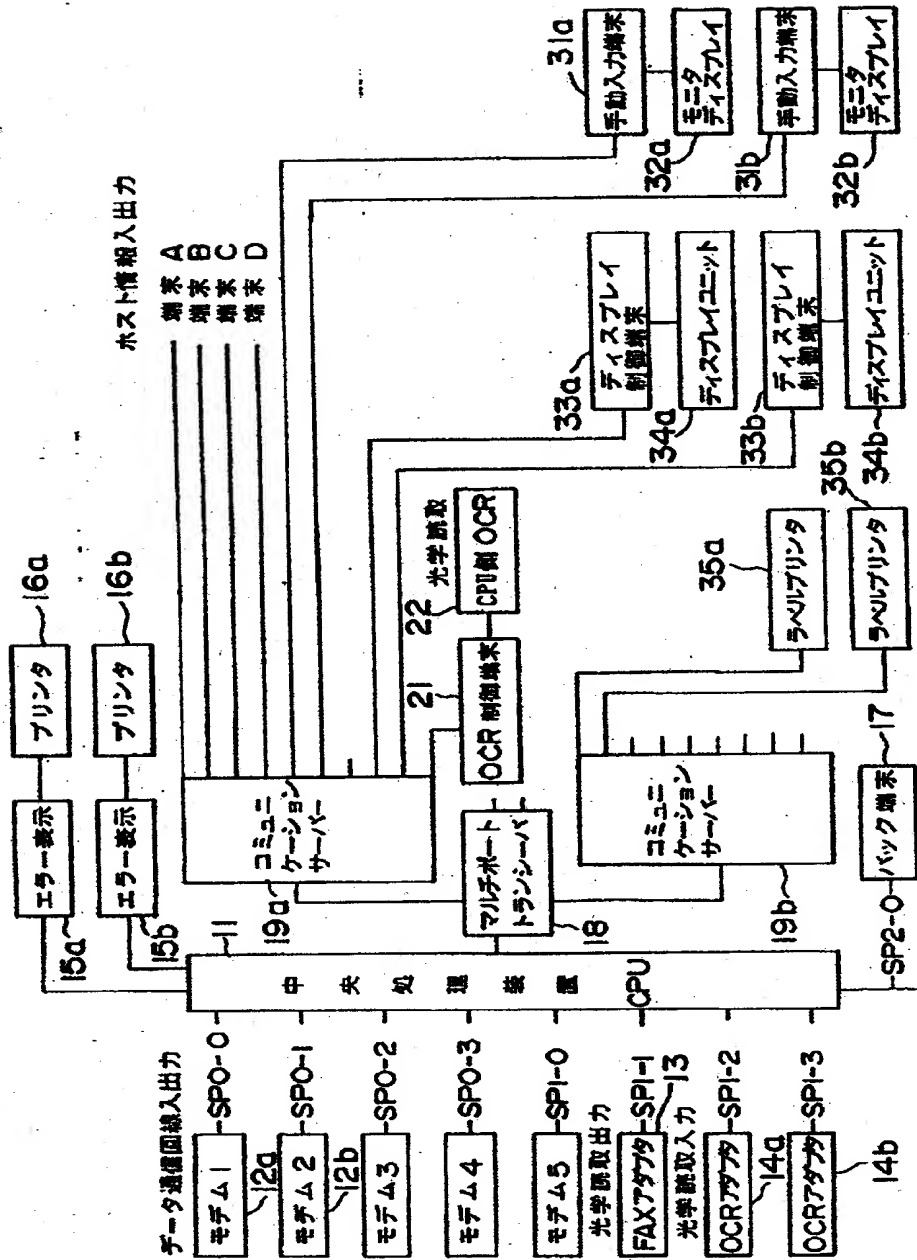 16a
プリンタ
エラー表示
15a
16b
プリンタ
エラー表示
15b
ホスト情報入出力
端末 A
端末 B
端末 C
端末 D
コミュニ
ケーション
サーバー
19a
31a
手動入力端末
モニタ
ディスプレイ
32a
手動入力端末
31b
モニタ
ディスプレイ
32b
33a
ディスプレイ
制御端末
34a
ディスプレイユニット
33b
ディスプレイ
制御端末
34b
ディスプレイユニット
光学読取
22
CPU側OCR
21
OCR制御端末
マルチポート
トランシーバ
18
35a
ラベルプリンタ
35b
ラベルプリンタ
コミュニ
ケーション
サーバー
19b
17
バック端末
SP2-0
11
中央処理装置
CPU
データ通信回線入出力
モデム1
SP0-0
12a
モデム2
SP0-1
12b
モデム3
SP0-2
モデム4
SP0-3
モデム5
SP1-0
光学読取出力
FAXアダプタ
SP1-1
13
光学読取入力
OCRアダプタ
SP1-2
14a
OCRアダプタ
SP1-3
14b